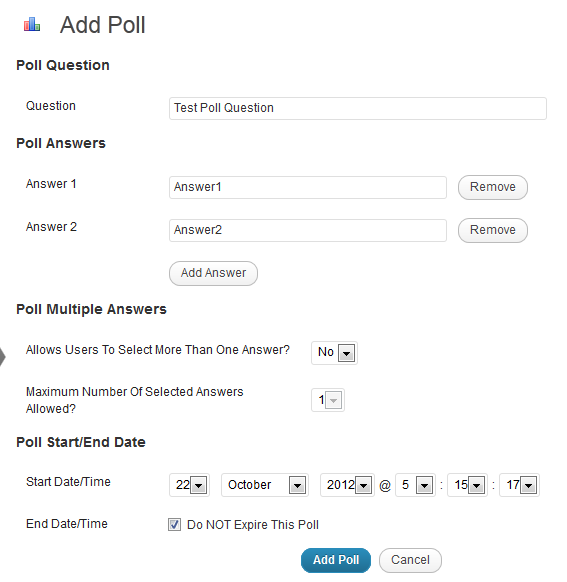 Add Poll
Poll Question
Question Test Poll Question
Poll Answers
Answer 1 Answer1 Remove
Answer 2 Answer2 Remove
Add Answer
Poll Multiple Answers
Allows Users To Select More Than One Answer? No
Maximum Number Of Selected Answers
Allowed? 1
Poll Start/End Date
Start Date/Time 22 October 2012 @ 5 : 15 : 17
End Date/Time Do NOT Expire This Poll
Add Poll Cancel